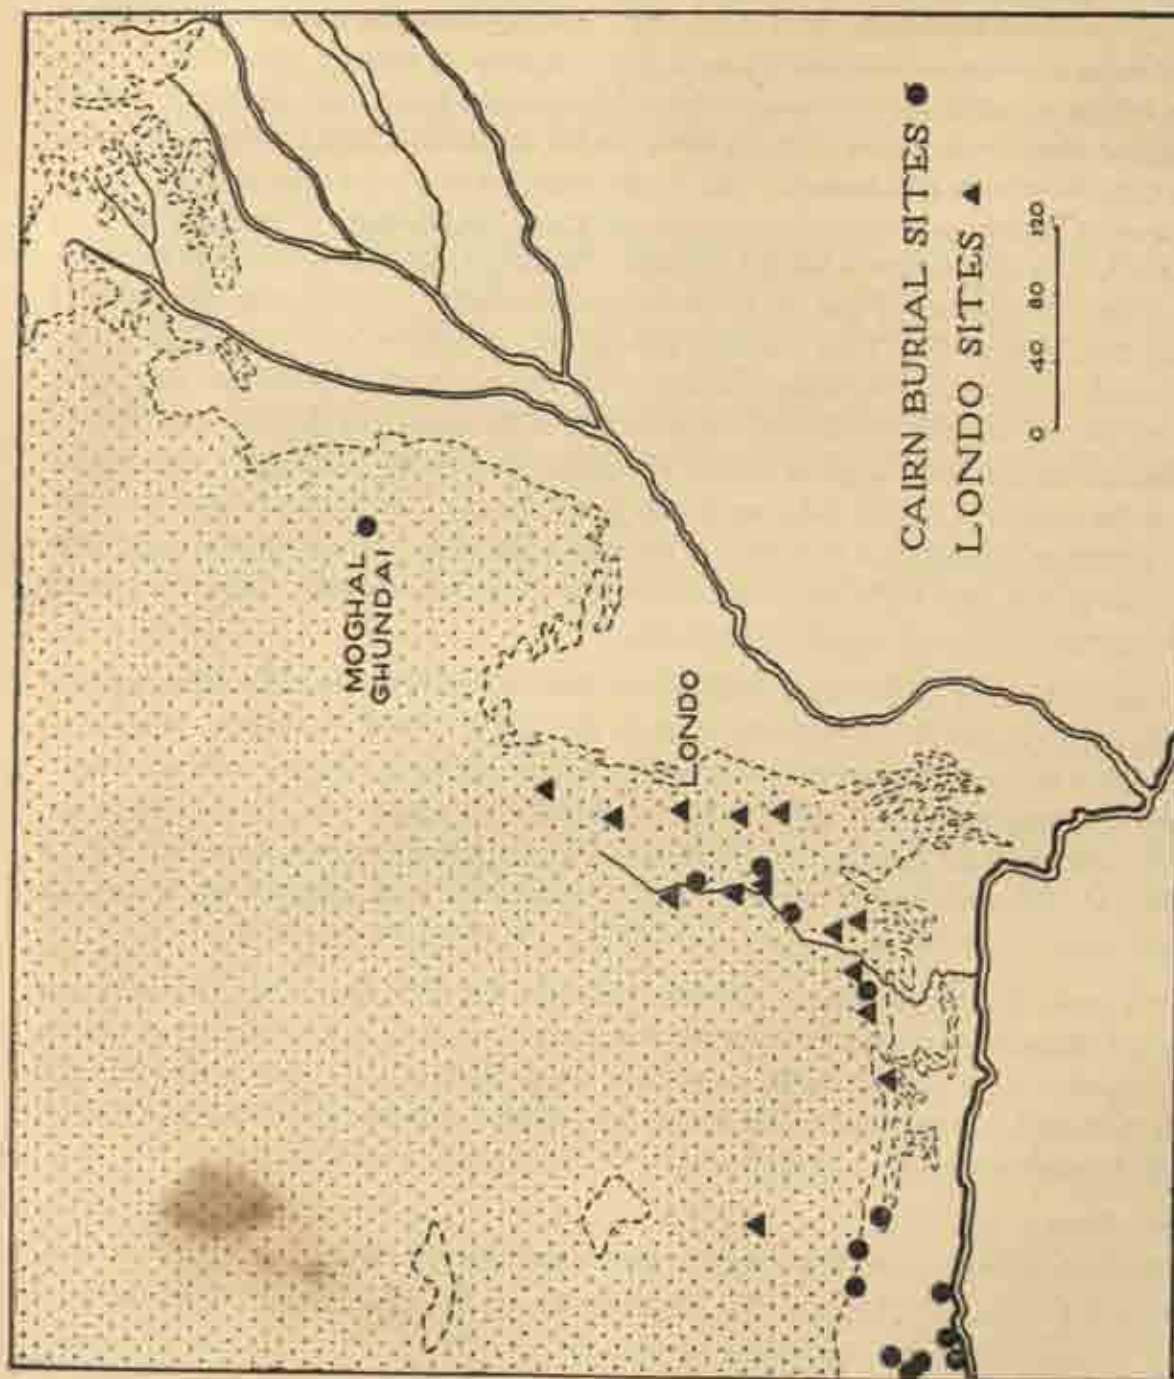 MOGHAL
GHUNDAI
LONDO
CAIRN BURIAL SITES
LONDO SITES
0 40 80 120